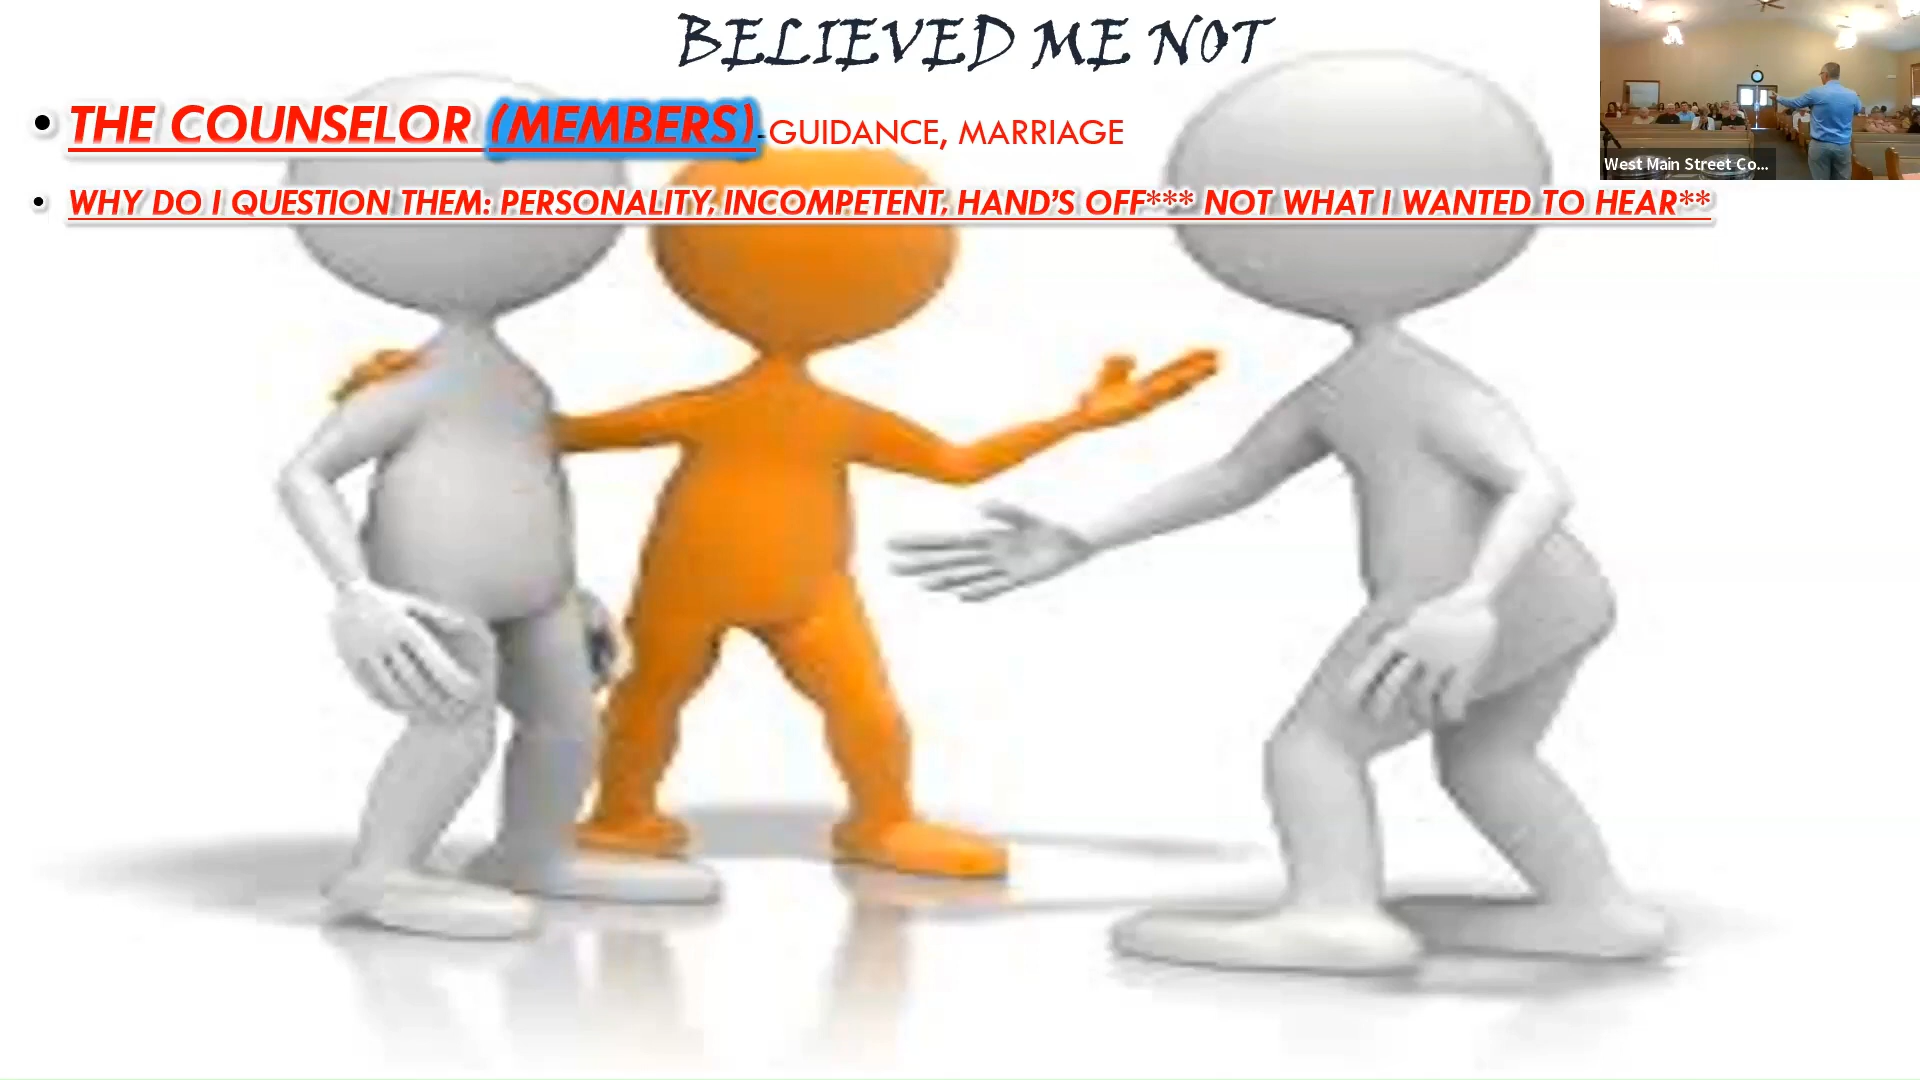 BELIEVED ME NOT
• THE COUNSELOR (MEMBERS)-GUIDANCE, MARRIAGE
• WHY DO I QUESTION THEM: PERSONALITY, INCOMPETENT, HAND'S OFF*** NOT WHAT I WANTED TO HEAR**
West Main Street Co...